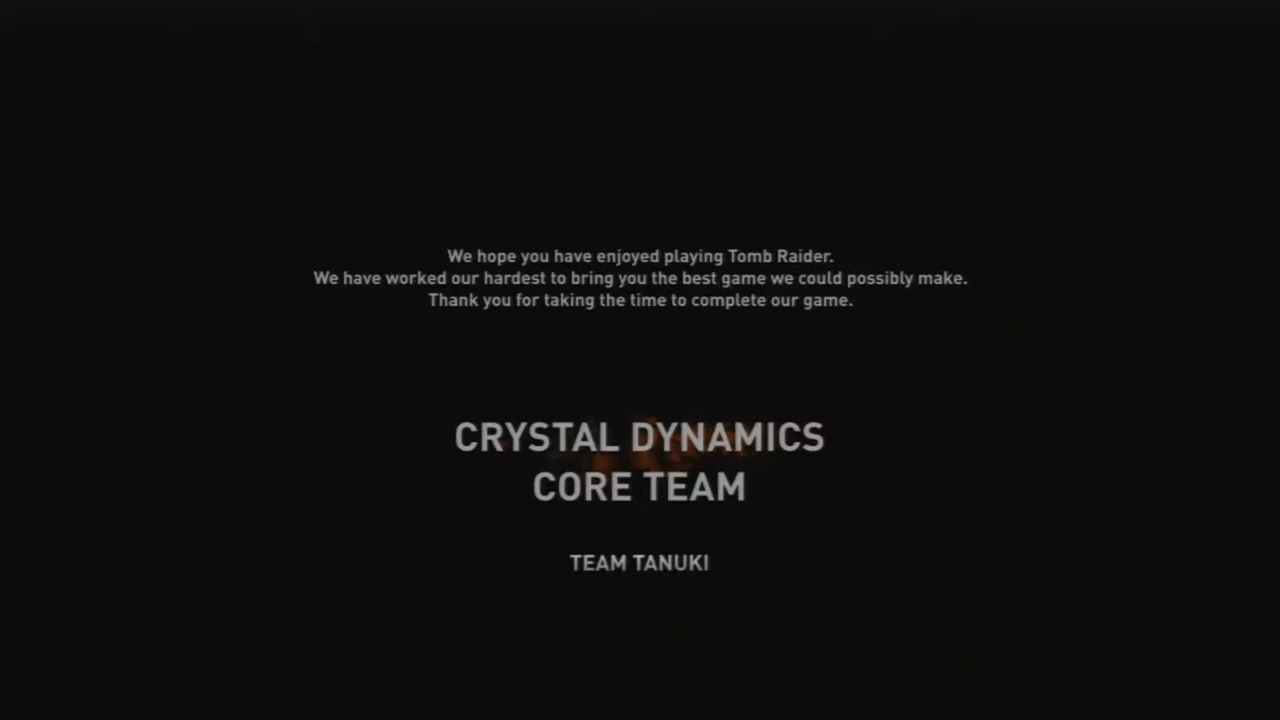 We hope you have enjoyed playing Tomb Raider.
We have worked our hardest to bring you the best game we could possibly make.
Thank you for taking the time to complete our game.
CRYSTAL DYNAMICS
CORE TEAM
TEAM TANUKI